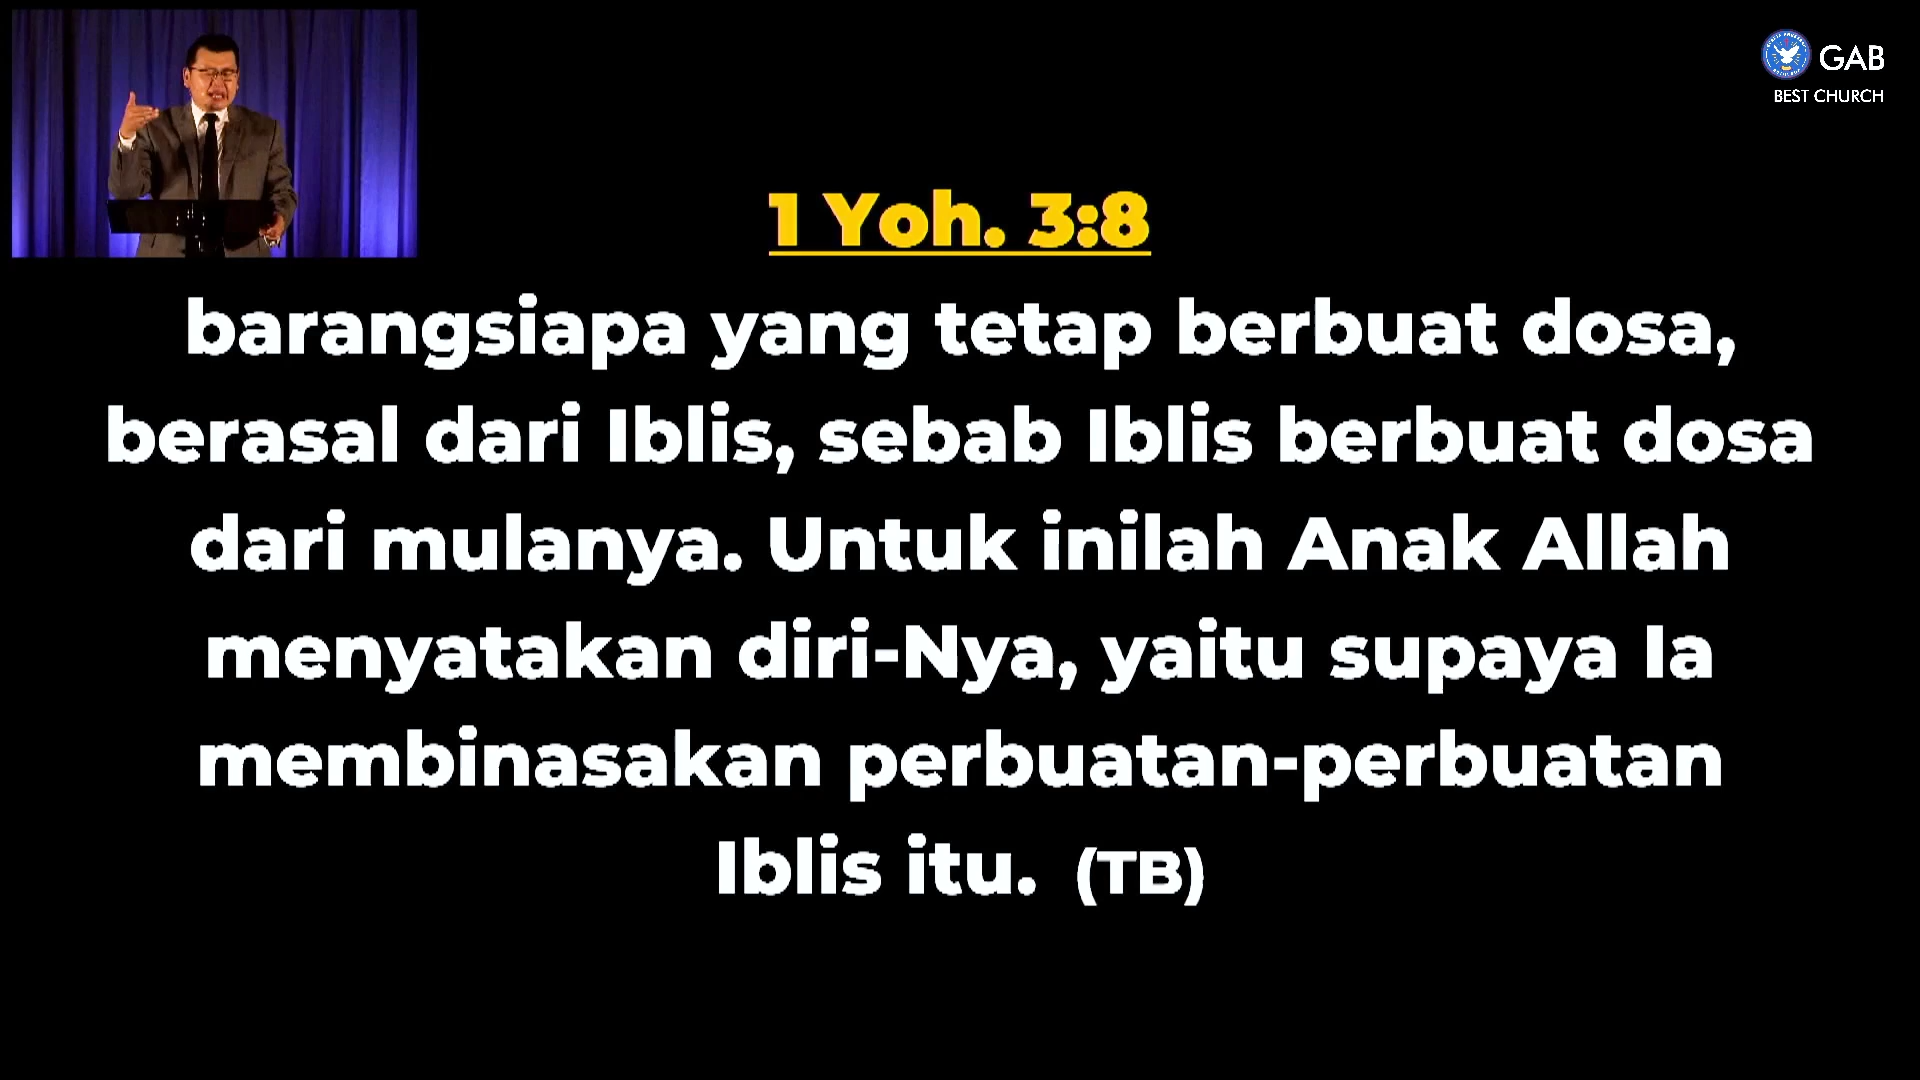 GAB
BEST CHURCH
1 Yoh. 3:8
barangsiapa yang tetap berbuat dosa,
berasal dari Iblis, sebab Iblis berbuat dosa
dari mulanya. Untuk inilah Anak Allah
menyatakan diri-Nya, yaitu supaya Ia
membinasakan perbuatan-perbuatan
Iblis itu. (TB)